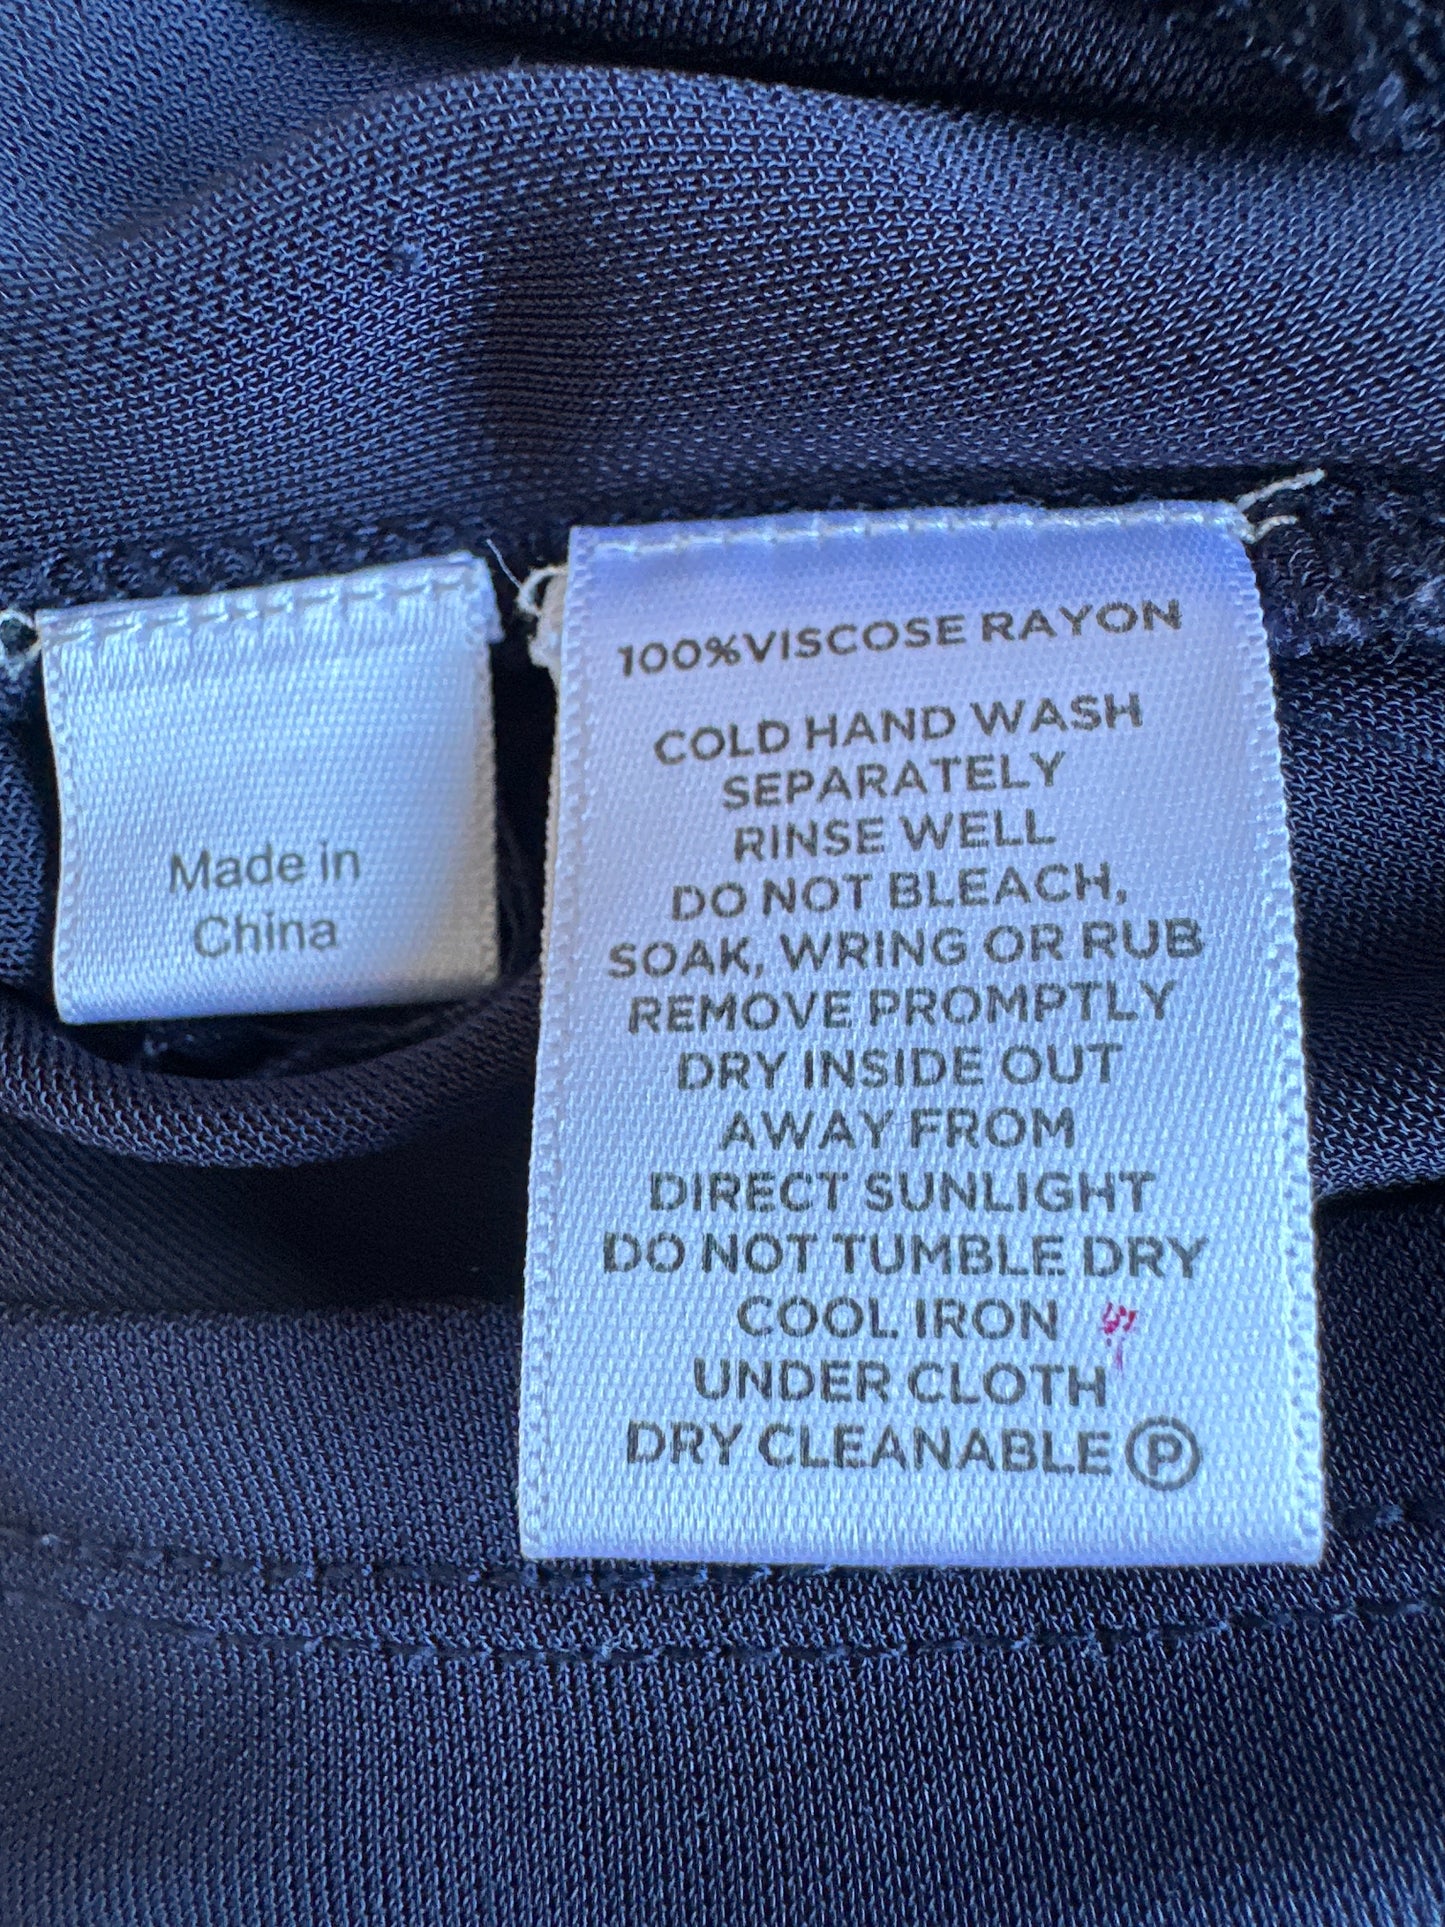 Made in
China
100%VISCOSE RAYON
COLD HAND WASH
SEPARATELY
RINSE WELL
DO NOT BLEACH,
SOAK, WRING OR RUB
REMOVE PROMPTLY
DRY INSIDE OUT
AWAY FROM
DIRECT SUNLIGHT
DO NOT TUMBLE DRY
COOL IRON
UNDER CLOTH
DRY CLEANABLE Ⓟ